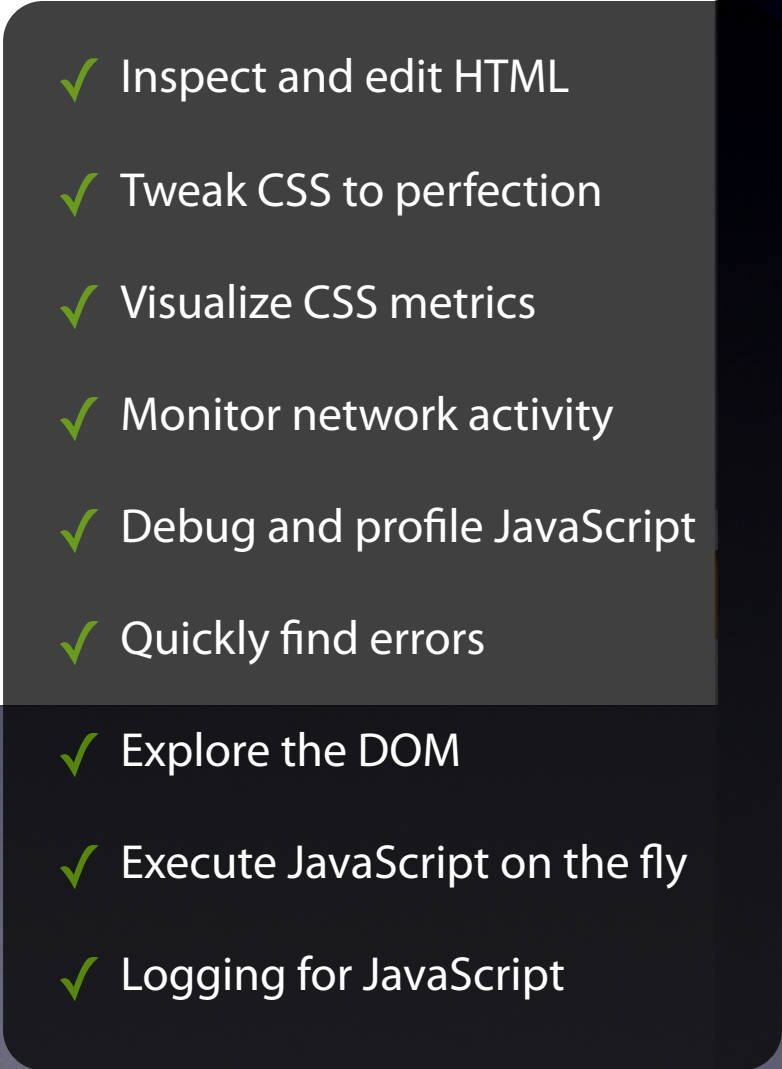 Inspect and edit HTML
Tweak CSS to perfection
Visualize CSS metrics
Monitor network activity
Debug and profile JavaScript
Quickly find errors
Explore the DOM
Execute JavaScript on the fly
Logging for JavaScript